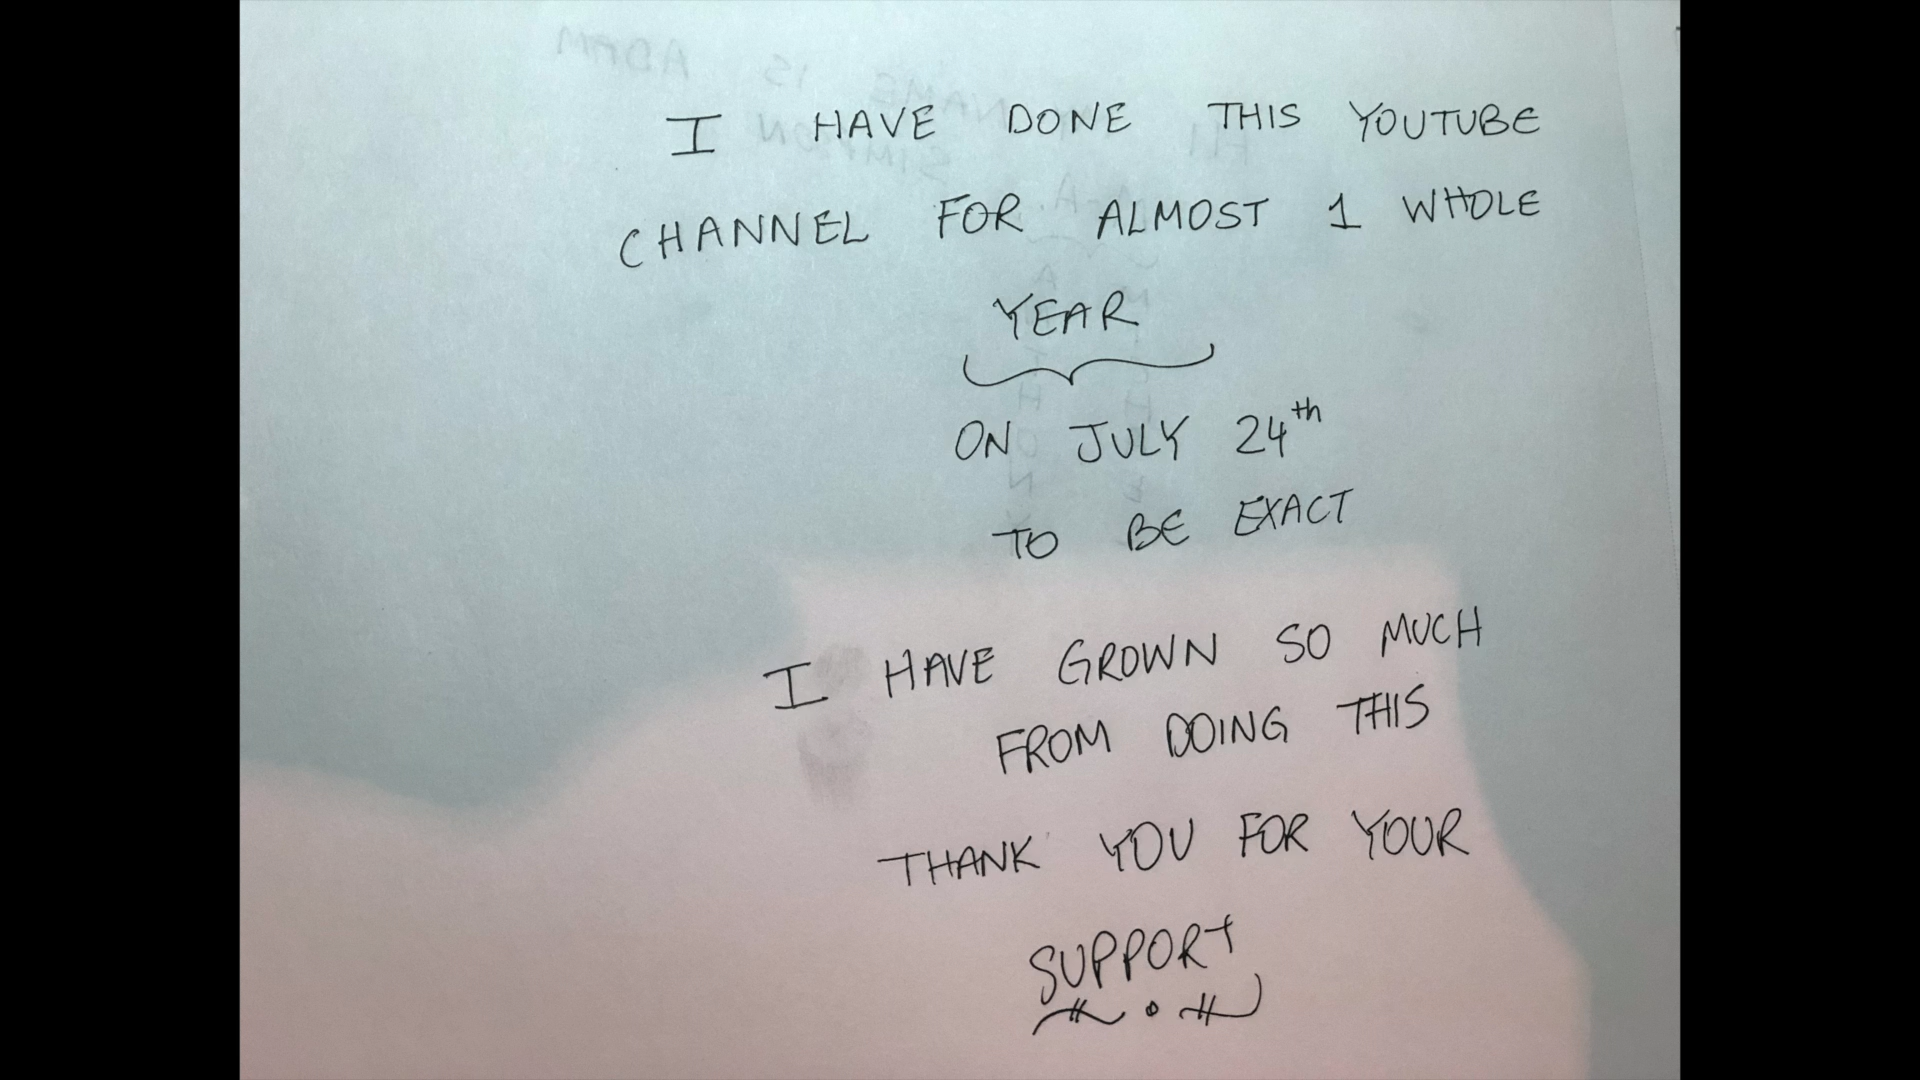 I HAVE DONE THIS YOUTUBE
CHANNEL FOR ALMOST 1 WHOLE
YEAR
ON JULY 24th
TO BE EXACT
I HAVE GROWN SO MUCH
FROM DOING THIS
THANK YOU FOR YOUR
SUPPORT